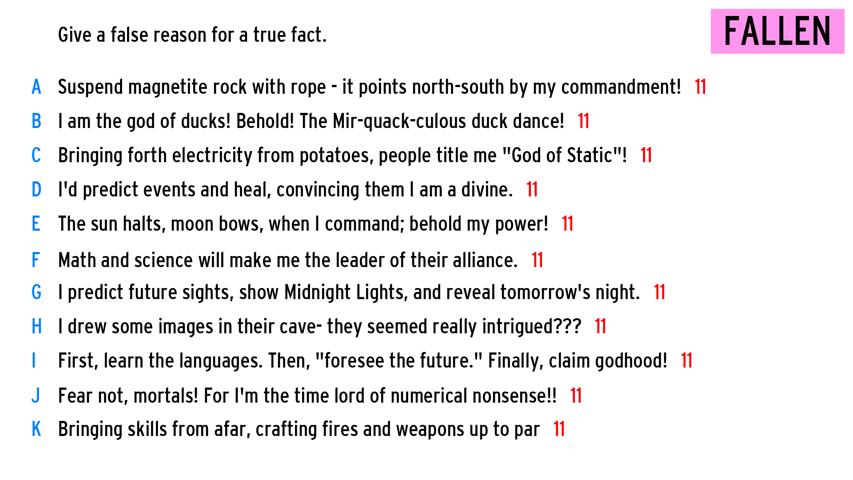 Give a false reason for a true fact.
FALLEN
A Suspend magnetite rock with rope - it points north-south by my commandment! 11
B I am the god of ducks! Behold! The Mir-quack-culous duck dance! 11
C Bringing forth electricity from potatoes, people title me "God of Static"! 11
D I'd predict events and heal, convincing them I am a divine. 11
E The sun halts, moon bows, when I command; behold my power! 11
F Math and science will make me the leader of their alliance. 11
G I predict future sights, show Midnight Lights, and reveal tomorrow's night. 11
H I drew some images in their cave- they seemed really intrigued??? 11
I First, learn the languages. Then, "foresee the future." Finally, claim godhood! 11
J Fear not, mortals! For I'm the time lord of numerical nonsense!! 11
K Bringing skills from afar, crafting fires and weapons up to par 11